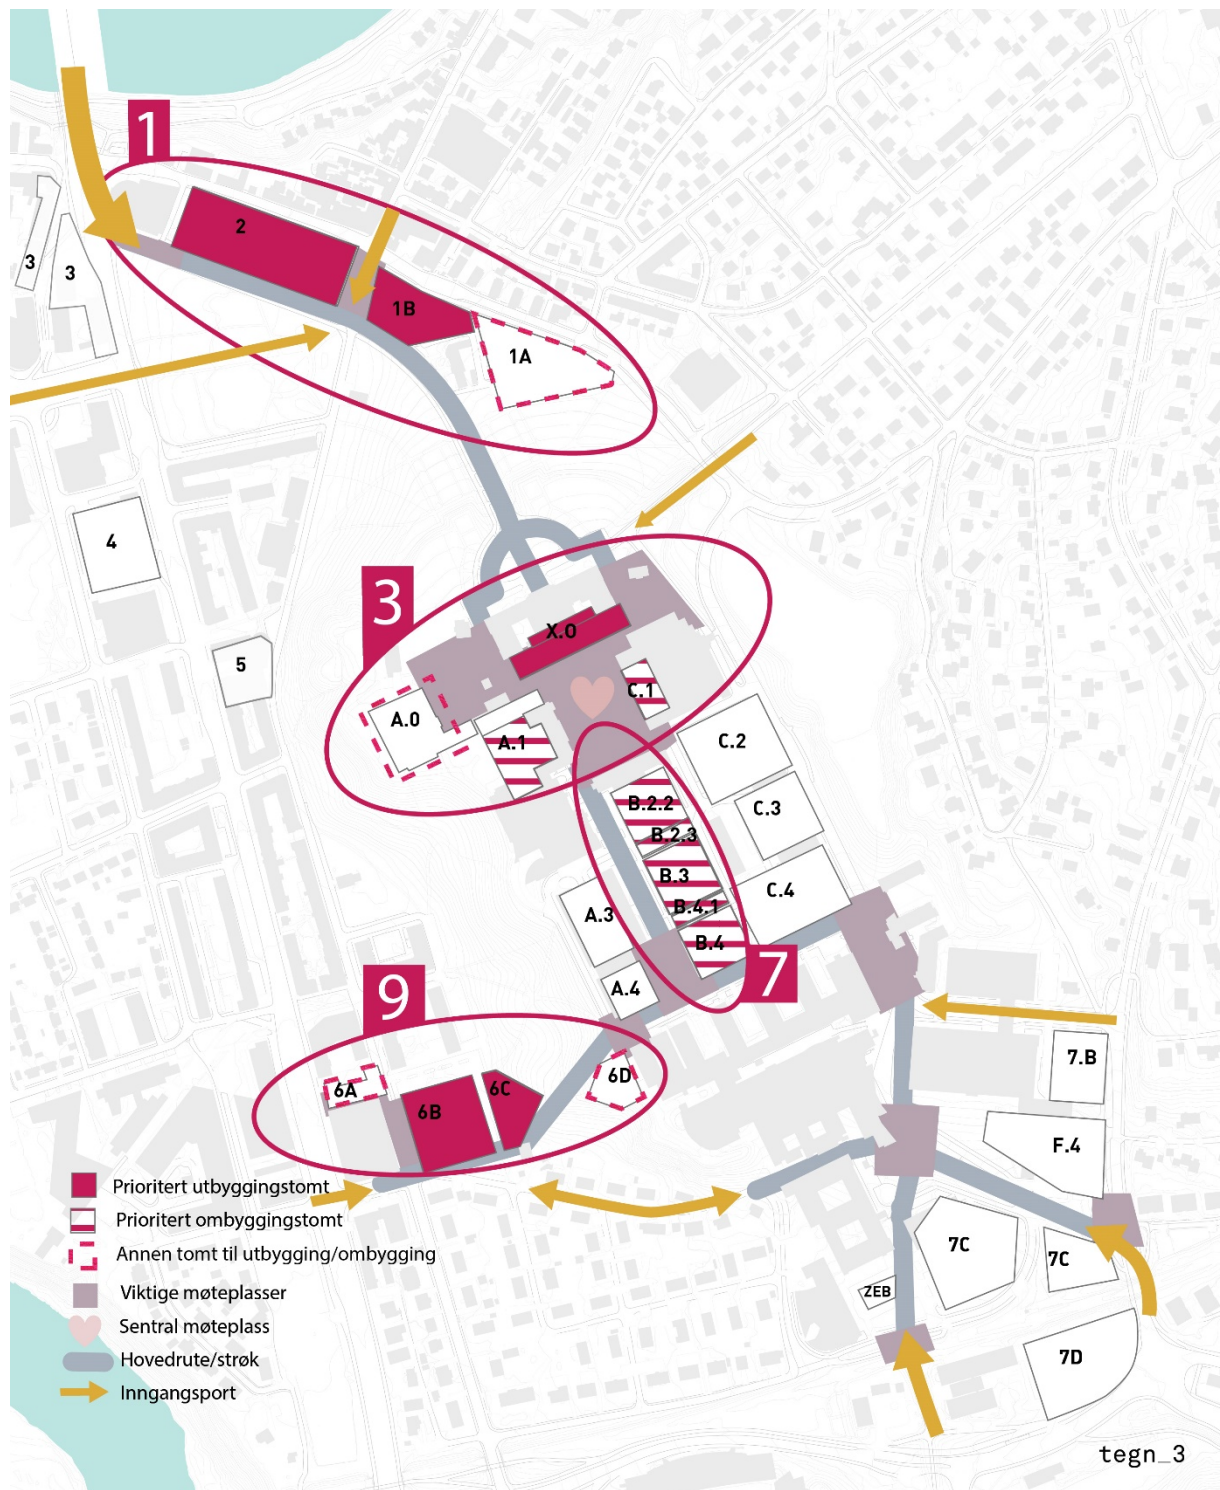 1
2
3
3
1B
1A
4
3
X.0
5
C.1
A.0
A.1
C.2
B.2.2
C.3
B.2.3
B.3
C.4
B.4.1
A.3
B.4
7
A.4
9
7.B
6D
6A
6C
6B
F.4
Prioritert utbyggingstomt
Prioritert ombyggingstomt
Annen tomt til utbygging/ombygging
7C
7C
Viktige møteplasser
ZEB
Sentral møteplass
Hovedrute/strøk
7D
Inngangsport
tegn_3